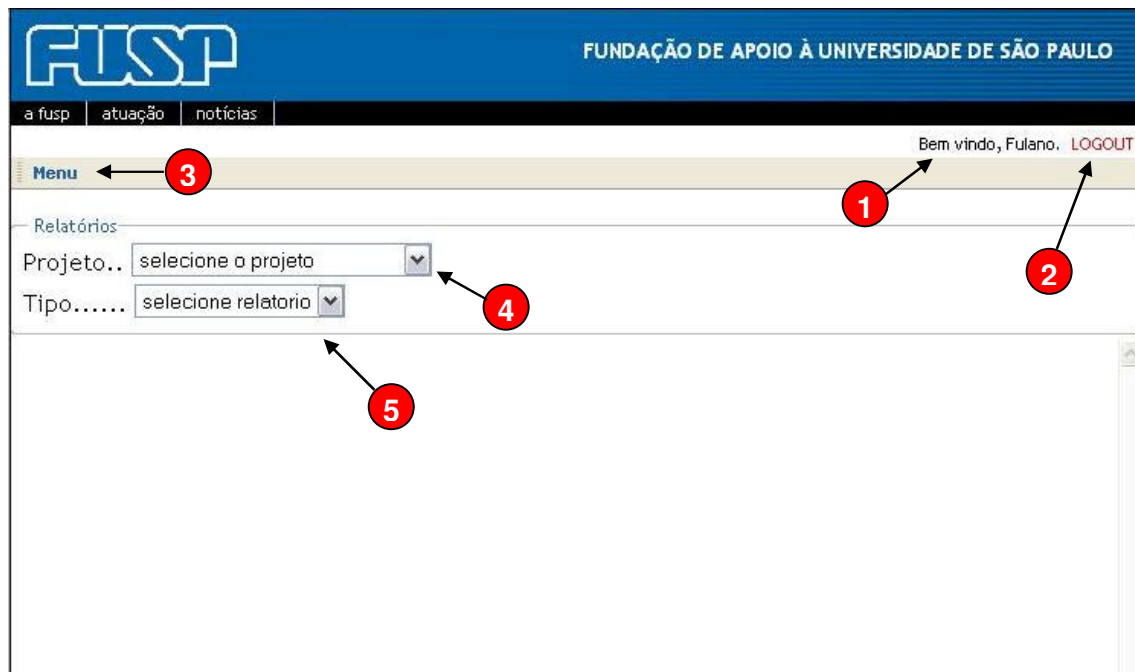 FUSP
FUNDAÇÃO DE APOIO À UNIVERSIDADE DE SÃO PAULO
a fusp atuação notícias
Bem vindo, Fulano. LOGOUT
Menu
3
1
Relatórios
Projeto.. selecione o projeto
2
Tipo...... selecione relatorio
4
5